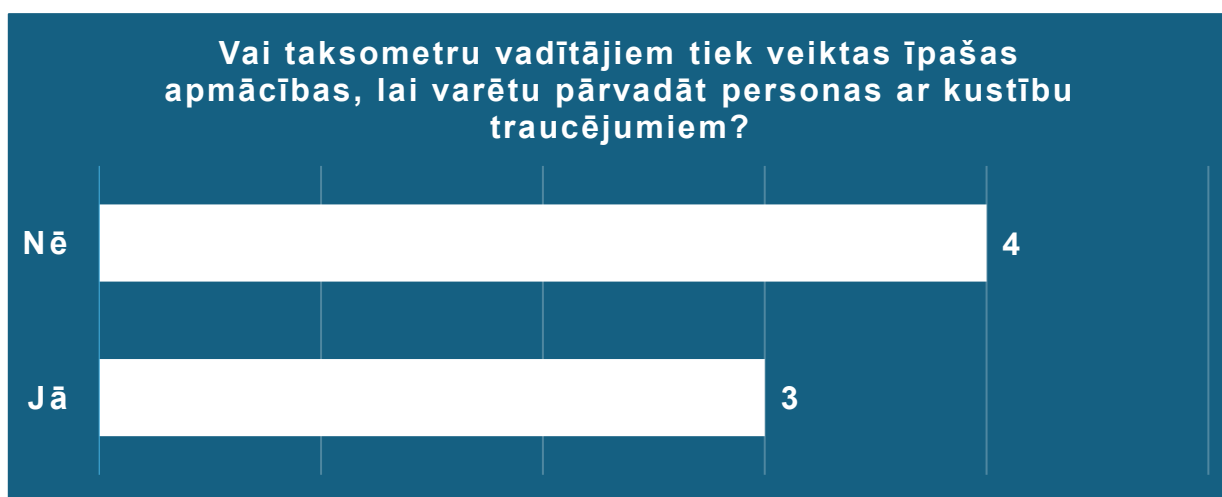 Vai taksometru vadītājiem tiek veiktas īpašas
apmācības, lai varētu pārvadāt personas ar kustību
traucējumiem?
Nē
4
Jā
3